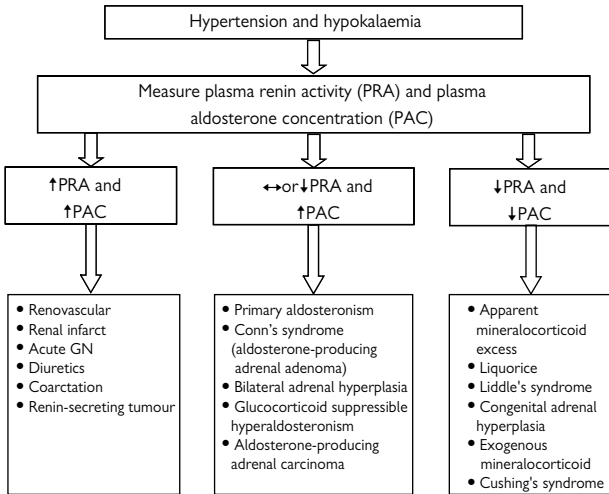 Hypertension and hypokalaemia
Measure plasma renin activity (PRA) and plasma
aldosterone concentration (PAC)
↑PRA and
↑PAC
↔or ↓PRA and
↑PAC
↓PRA and
↓PAC
• Renovascular
• Renal infarct
• Acute GN
• Diuretics
• Coarctation
• Renin-secreting tumour
• Primary aldosteronism
• Conn's syndrome
(aldosterone-producing
adrenal adenoma)
• Bilateral adrenal hyperplasia
• Glucocorticoid suppressible
hyperaldosteronism
• Aldosterone-producing
adrenal carcinoma
• Apparent
mineralocorticoid
excess
• Liquorice
• Liddle's syndrome
• Congenital adrenal
hyperplasia
• Exogenous
mineralocorticoid
• Cushing's syndrome